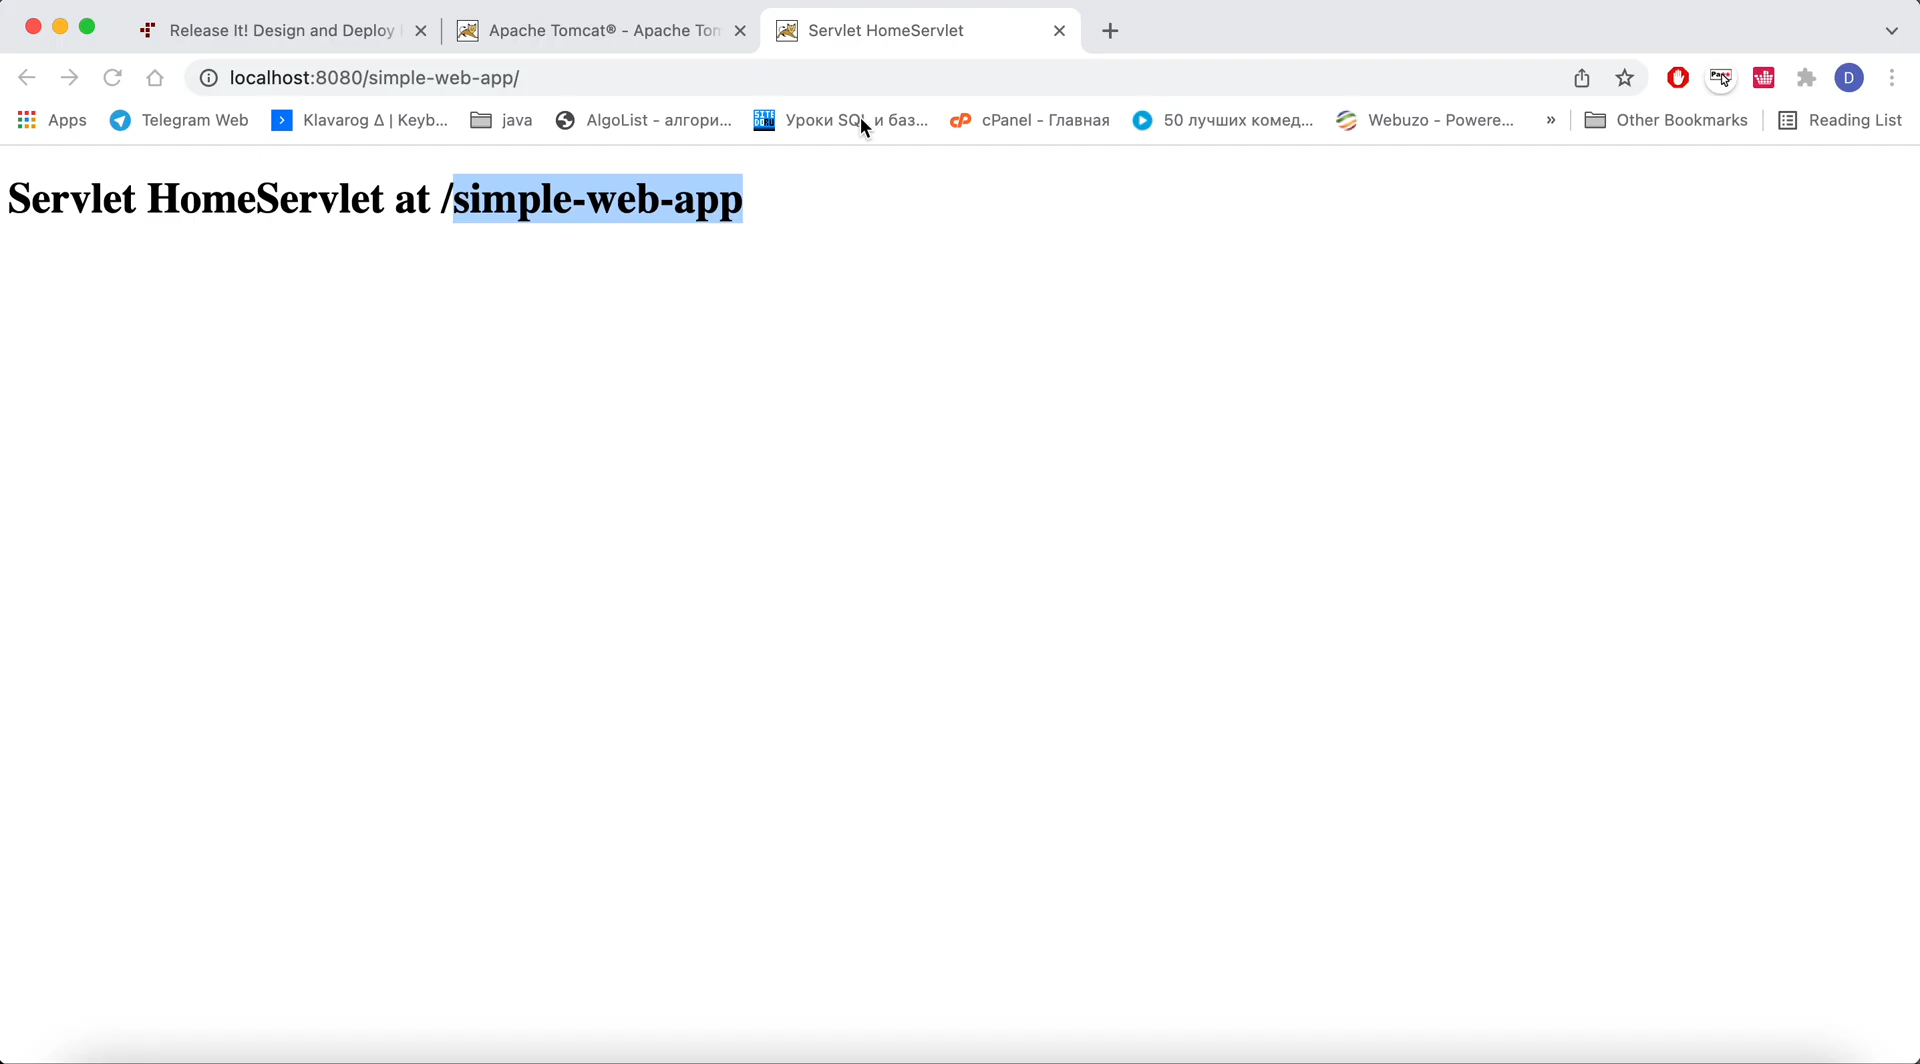 Release It! Design and Deploy
Apache Tomcat® - Apache Tom
Servlet HomeServlet
localhost:8080/simple-web-app/
D
Apps
Telegram Web
Klavarog Δ | Keyb...
java
AlgoList - алгори...
Уроки SQL и баз...
cPanel - Главная
50 лучших комед...
Webuzo - Powere...
»
Other Bookmarks
Reading List
Servlet HomeServlet at /simple-web-app